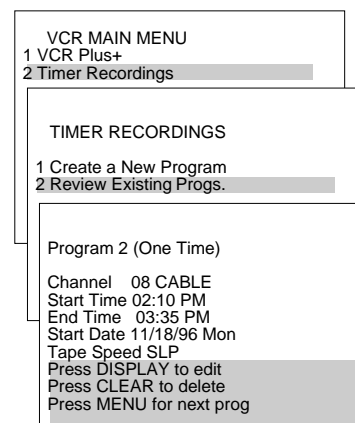 VCR MAIN MENU
1 VCR Plus+
2 Timer Recordings
TIMER RECORDINGS
1 Create a New Program
2 Review Existing Progs.
Program 2 (One Time)
Channel 08 CABLE
Start Time 02:10 PM
End Time 03:35 PM
Start Date 11/18/96 Mon
Tape Speed SLP
Press DISPLAY to edit
Press CLEAR to delete
Press MENU for next prog